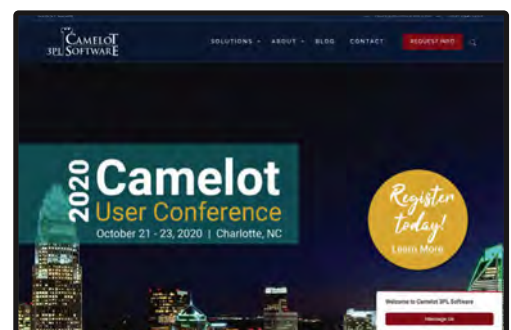 THE
CAMELOT
3PL SOFTWARE
SOLUTIONS
ABOUT
BLOG
CONTACT
REQUEST INFO
2020
Camelot
User Conference
October 21 - 23, 2020 | Charlotte, NC
Register
today!
Learn More
Welcome to Camelot 3PL Software
Message Us